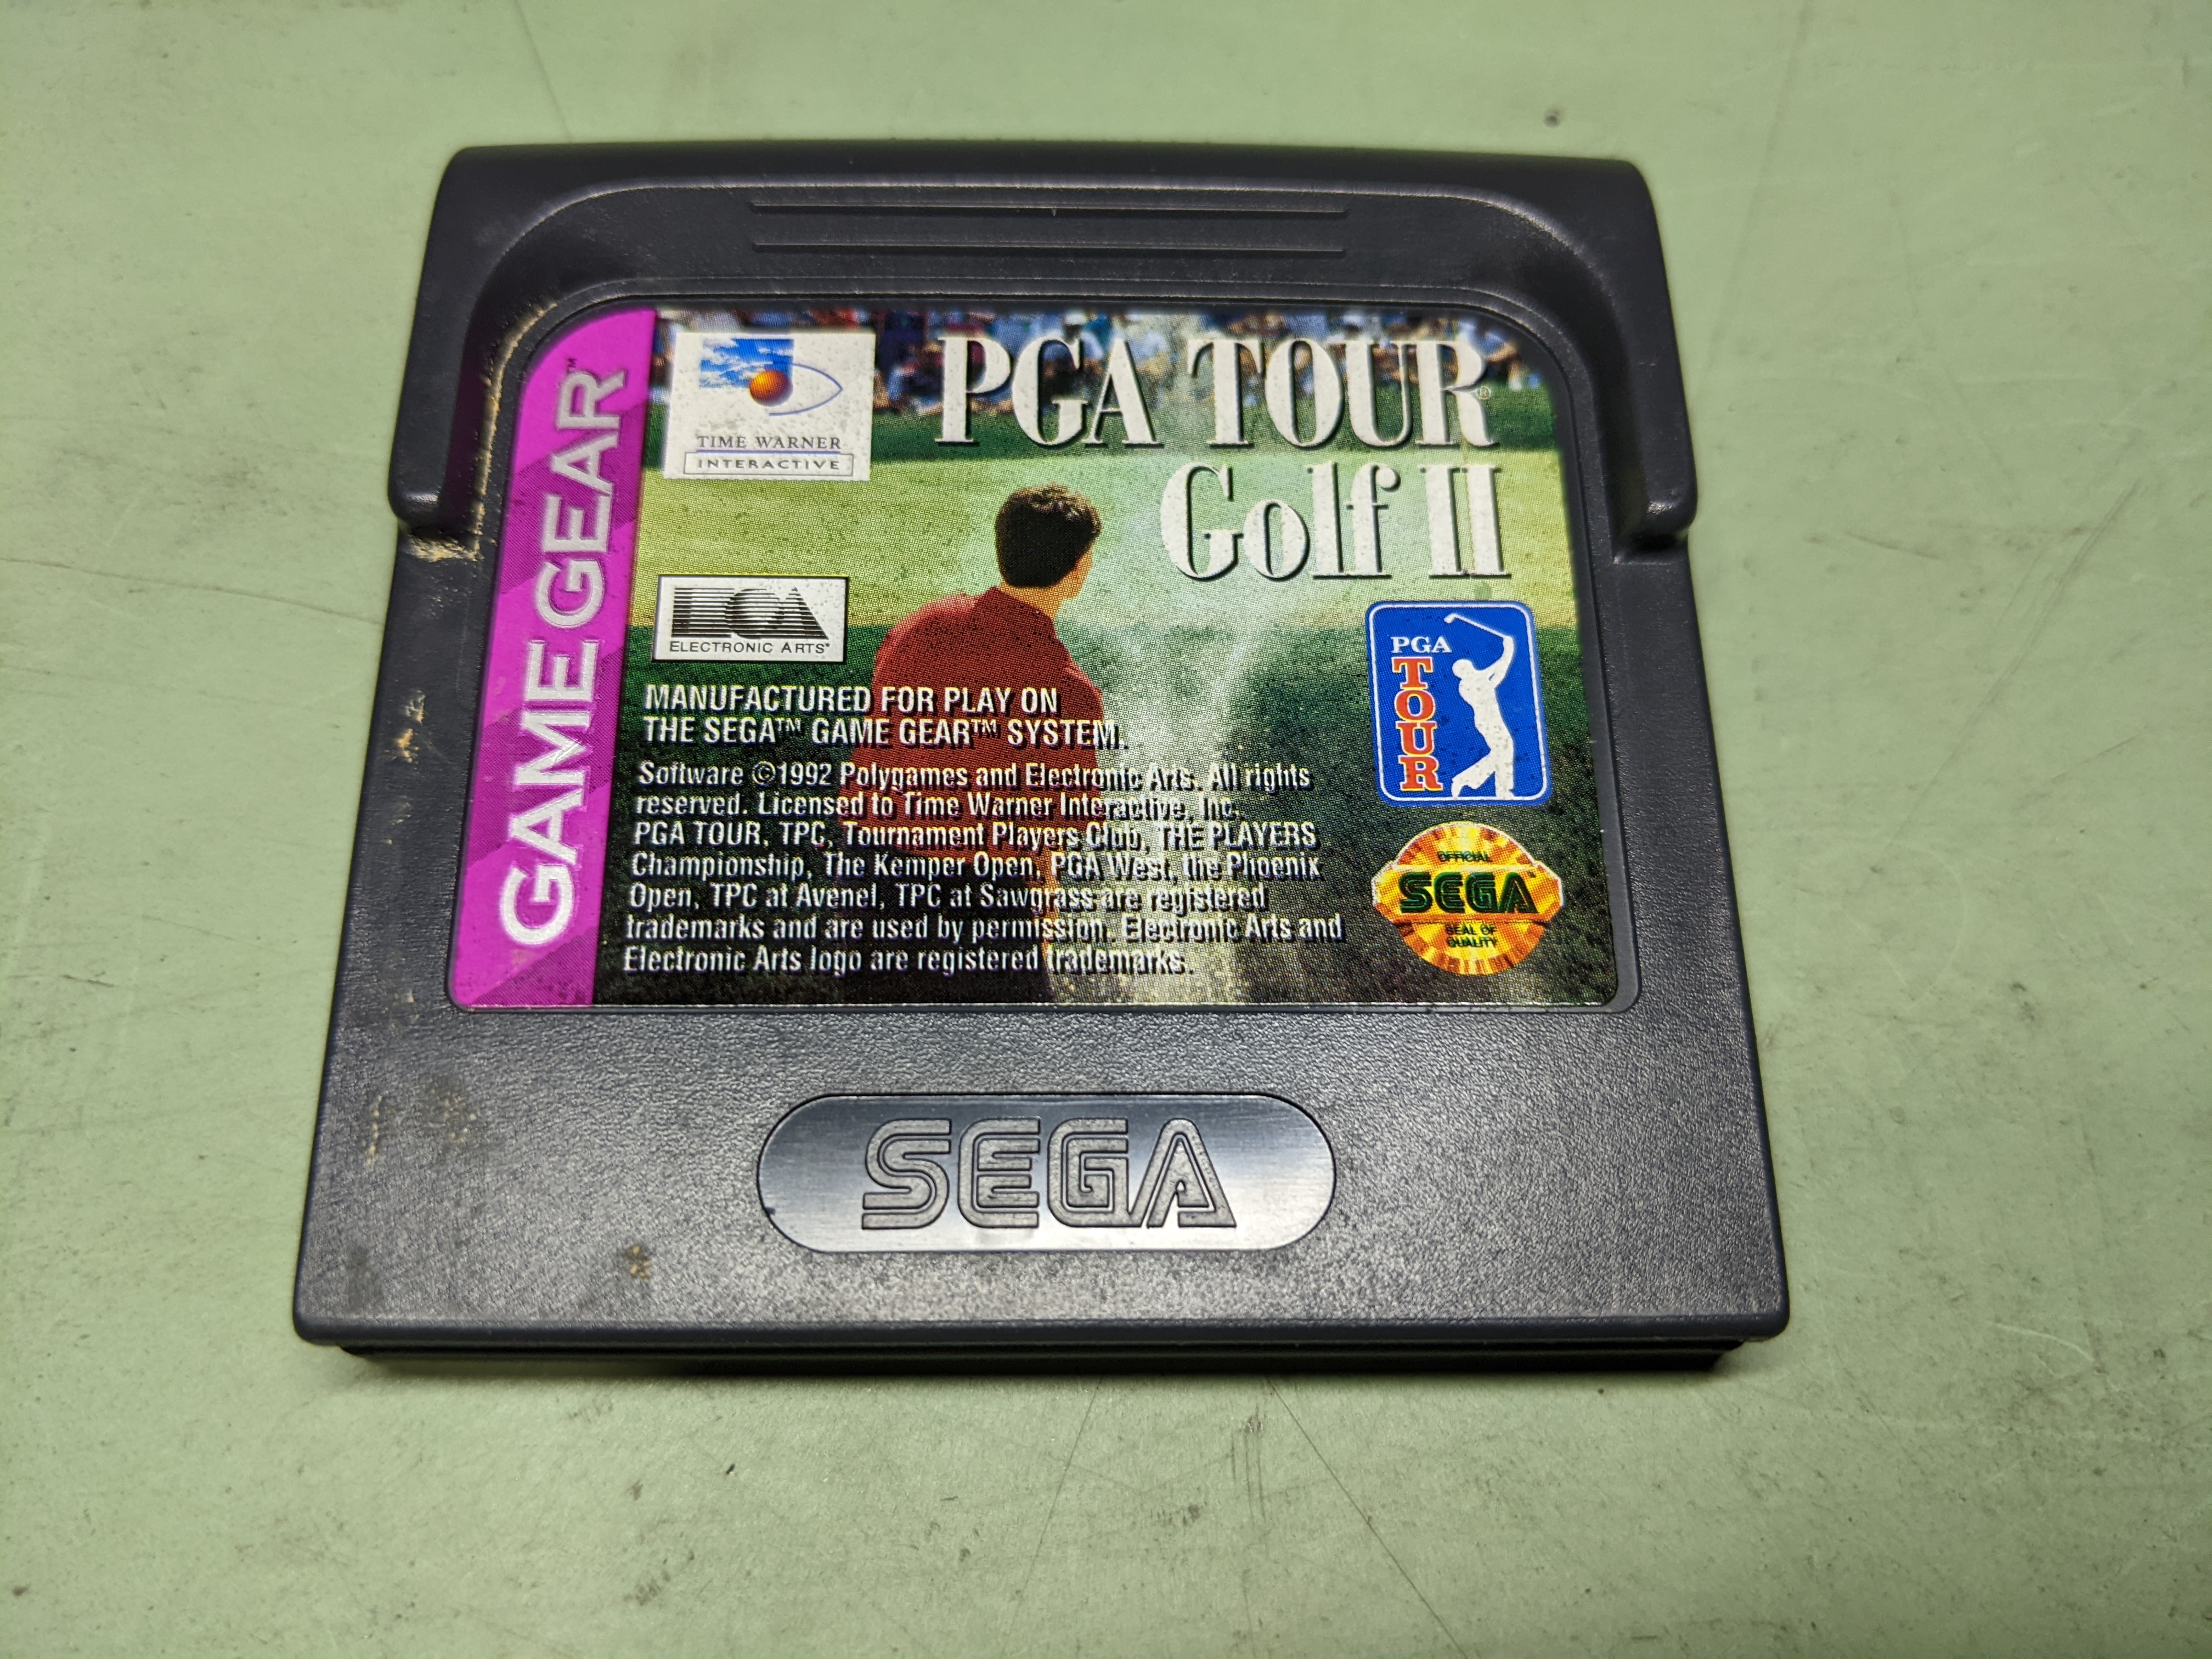 GAME GEAR™
TIME WARNER
INTERACTIVE
PGA TOUR®
Golf II
EA
ELECTRONIC ARTS®
PGA
TOUR
MANUFACTURED FOR PLAY ON
THE SEGA™ GAME GEAR™ SYSTEM.
Software ©1992 Polygames and Electronic Arts. All rights
reserved. Licensed to Time Warner Interactive, Inc.
PGA TOUR, TPC, Tournament Players Club, THE PLAYERS
Championship, The Kemper Open, PGA West, the Phoenix
Open, TPC at Avenel, TPC at Sawgrass are registered
trademarks and are used by permission. Electronic Arts and
Electronic Arts logo are registered trademarks.
OFFICIAL
SEGA™
SEAL OF
QUALITY
SEGA